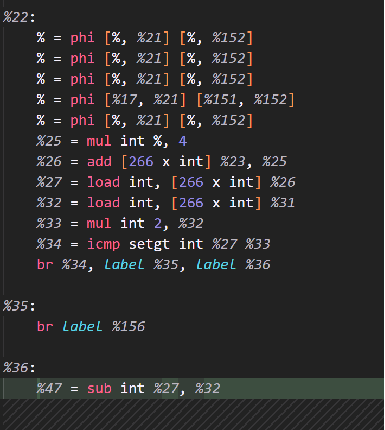 %22:
% = phi [%, %21] [%, %152]
% = phi [%, %21] [%, %152]
% = phi [%, %21] [%, %152]
% = phi [%17, %21] [%151, %152]
% = phi [%, %21] [%, %152]
%25 = mul int %, 4
%26 = add [266 x int] %23, %25
%27 = load int, [266 x int] %26
%32 = load int, [266 x int] %31
%33 = mul int 2, %32
%34 = icmp setgt int %27 %33
br %34, Label %35, Label %36
%35:
br Label %156
%36:
%47 = sub int %27, %32